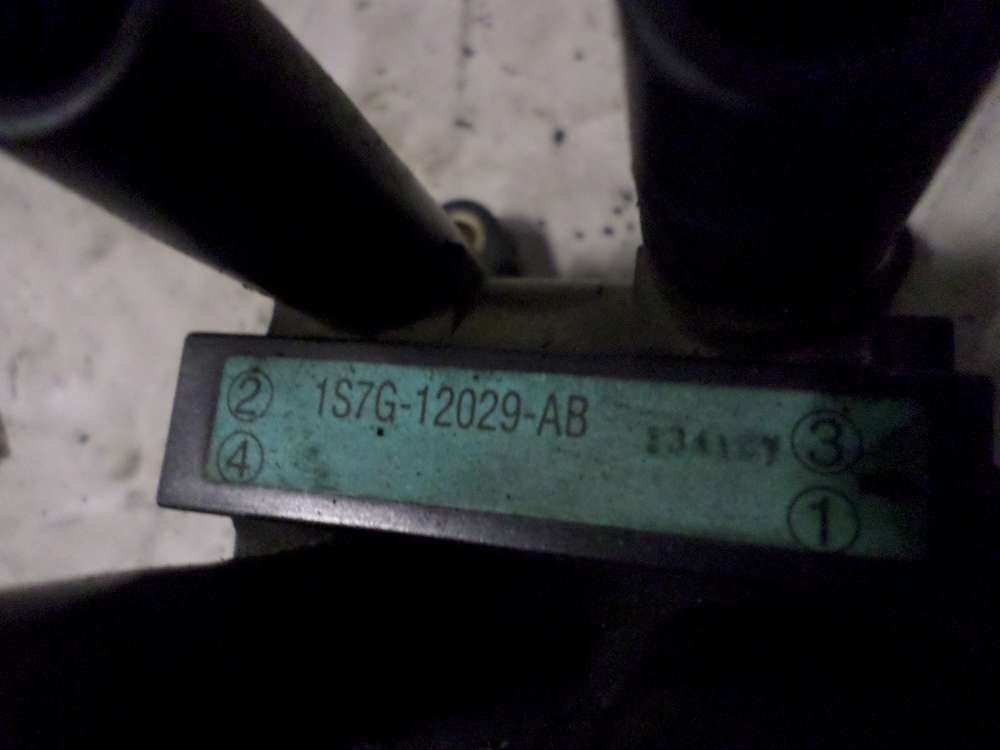 ② 1S7G-12029-AB ③
④ ①